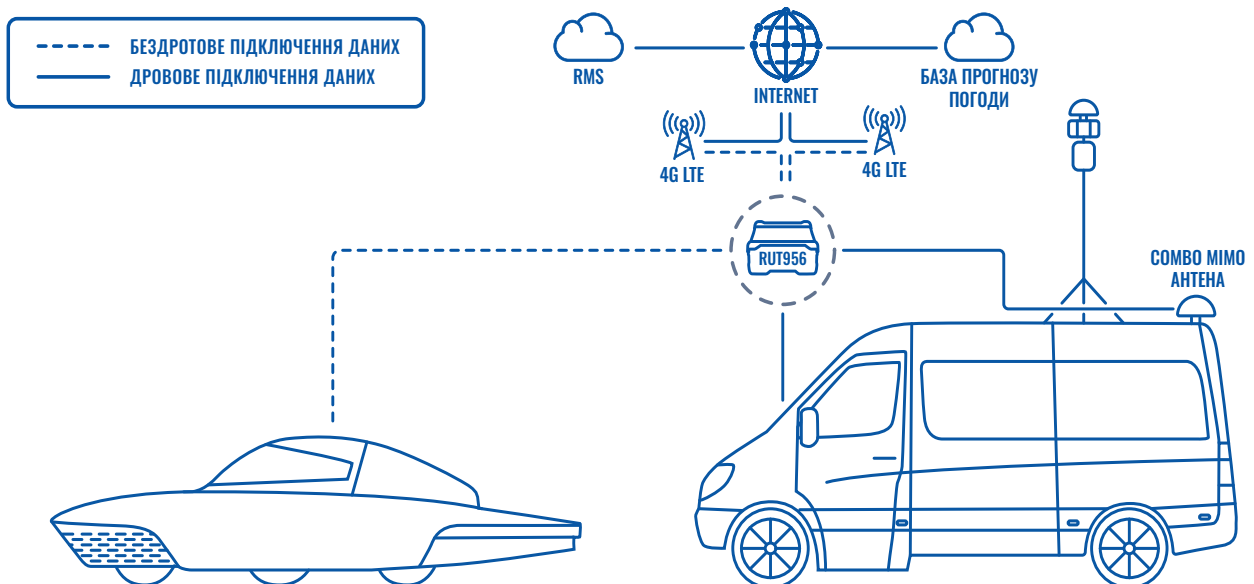 БЕЗДРОТОВЕ ПІДКЛЮЧЕННЯ ДАНИХ
ДРОВОВЕ ПІДКЛЮЧЕННЯ ДАНИХ
RMS
INTERNET
БАЗА ПРОГНОЗУ
ПОГОДИ
4G LTE
4G LTE
RUT956
COMBO MIMO
АНТЕНА